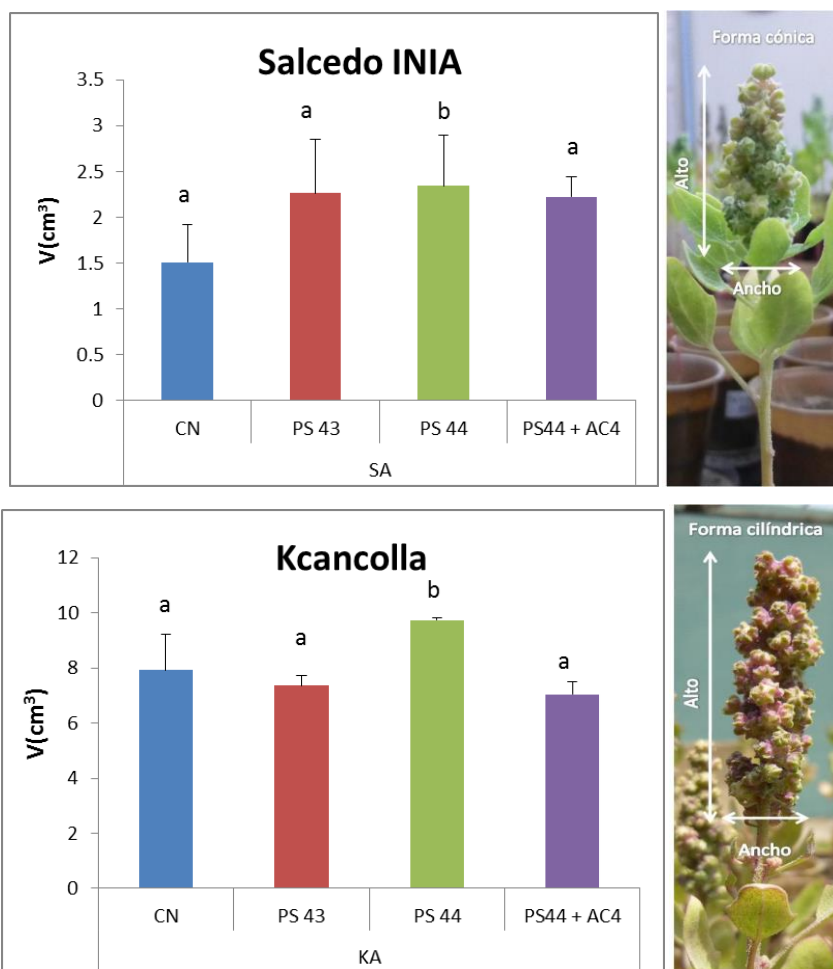 Salcedo INIA
3.5
3
2.5
2
1.5
1
0.5
0
V(cm³)
a
a
b
a
CN PS 43 PS 44 PS44 + AC4
SA
Forma cónica
Alto
Ancho
Kcancolla
12
10
8
6
4
2
0
V(cm³)
a
a
b
a
CN PS 43 PS 44 PS44 + AC4
KA
Forma cilíndrica
Alto
Ancho